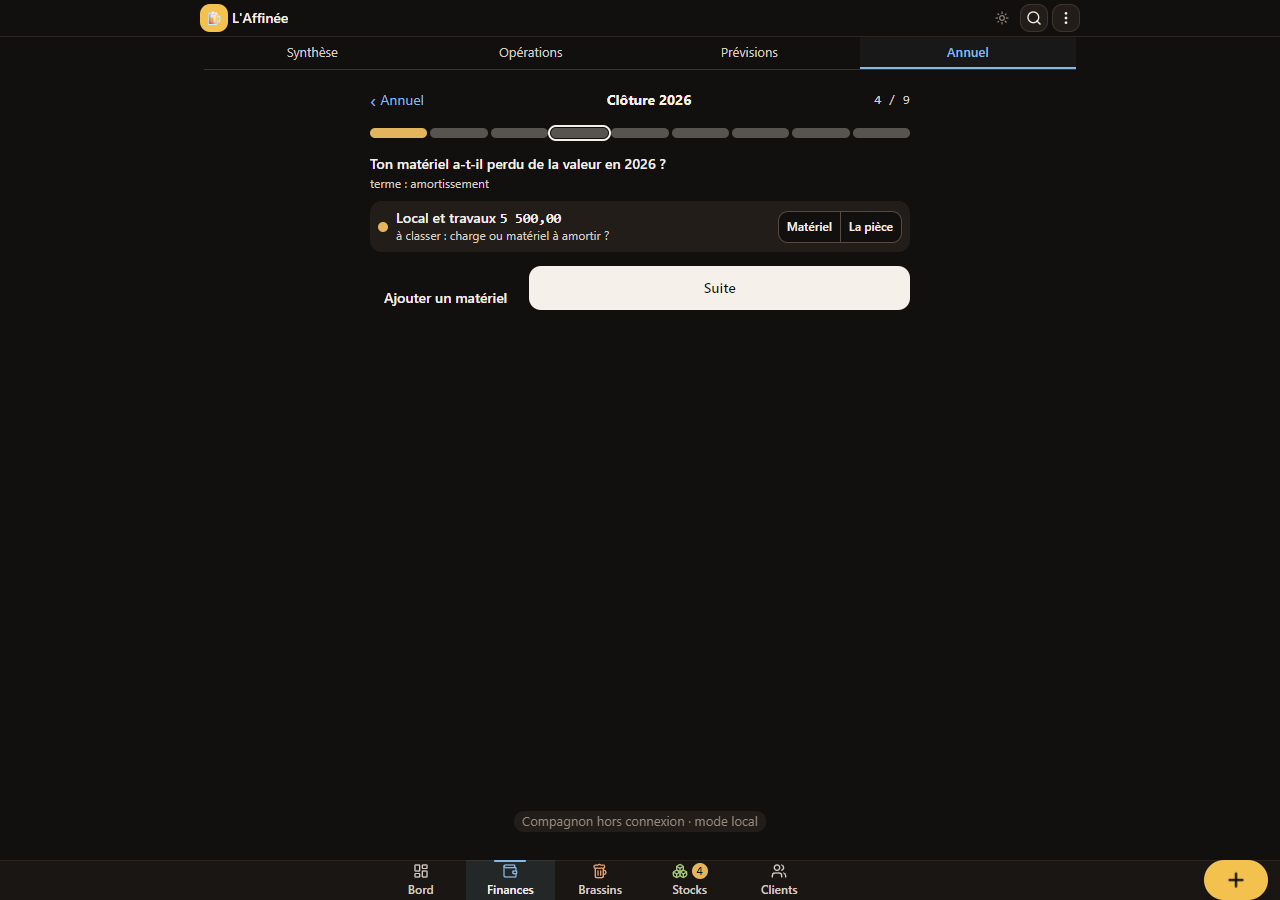 L'Affinée
Synthèse
Opérations
Prévisions
Annuel
‹ Annuel
Clôture 2026
4 / 9
Ton matériel a-t-il perdu de la valeur en 2026 ?
terme : amortissement
Local et travaux 5 500,00
à classer : charge ou matériel à amortir ?
Matériel
La pièce
Ajouter un matériel
Suite
Compagnon hors connexion · mode local
Bord
Finances
Brassins
4
Stocks
Clients